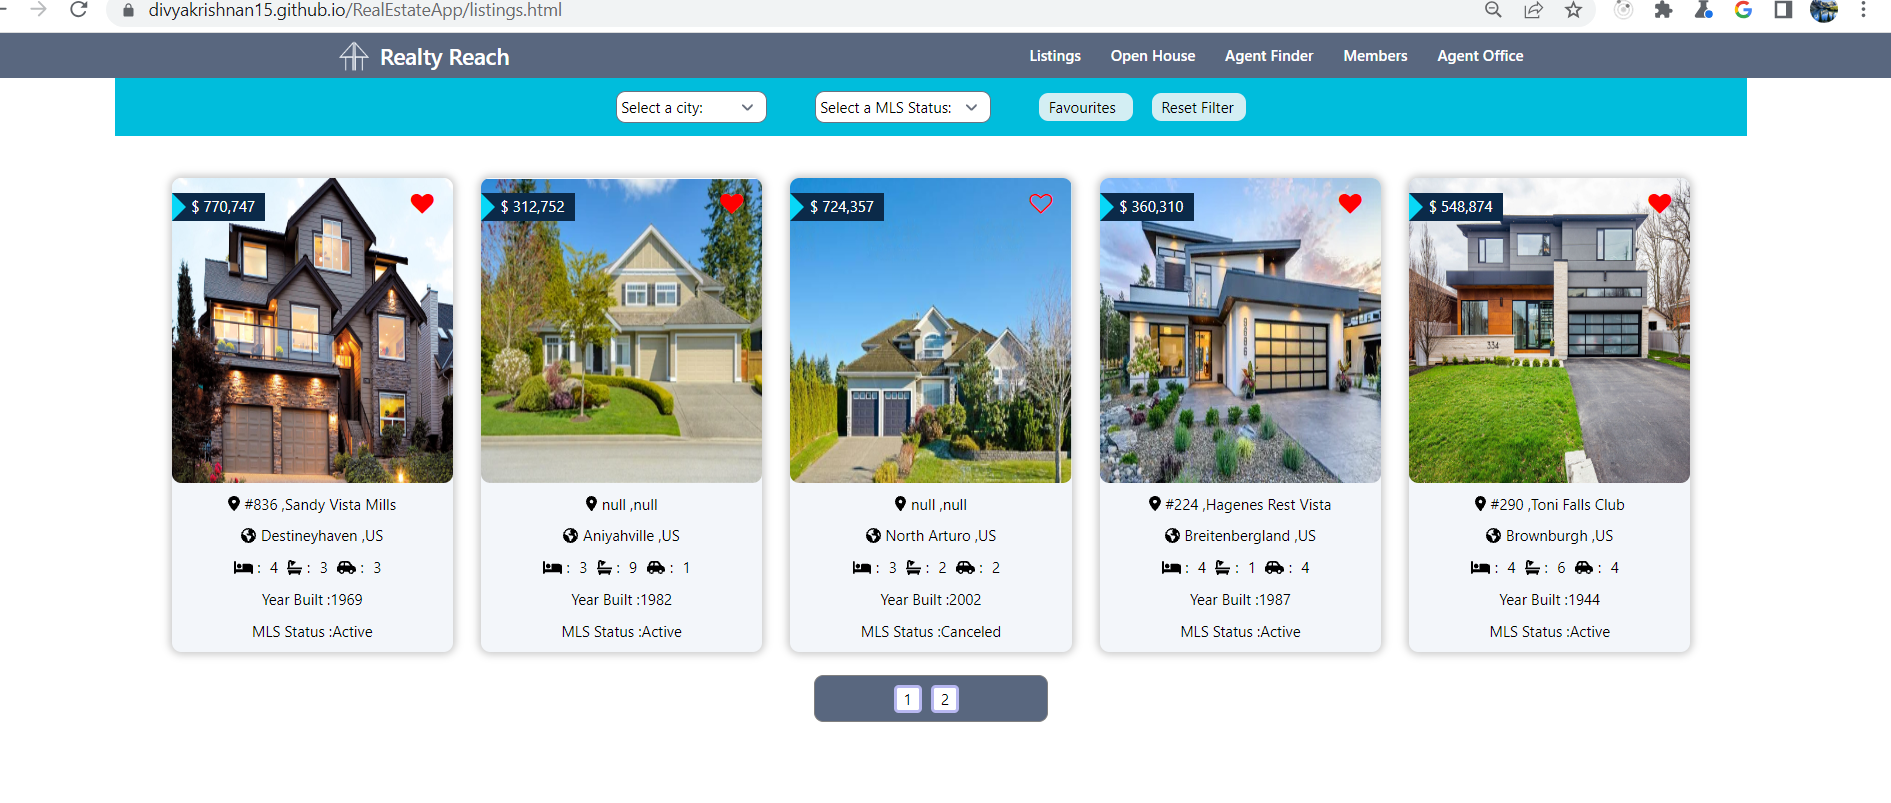 divyakrishnan15.github.io/RealEstateApp/listings.html
Realty Reach
Listings Open House Agent Finder Members Agent Office
Select a city: Select a MLS Status: Favourites Reset Filter
$ 770,747
#836 ,Sandy Vista Mills
Destineyhaven ,US
: 4 : 3 : 3
Year Built :1969
MLS Status :Active
$ 312,752
null ,null
Aniyahville ,US
: 3 : 9 : 1
Year Built :1982
MLS Status :Active
$ 724,357
null ,null
North Arturo ,US
: 3 : 2 : 2
Year Built :2002
MLS Status :Canceled
$ 360,310
#224 ,Hagenes Rest Vista
Breitenbergland ,US
: 4 : 1 : 4
Year Built :1987
MLS Status :Active
$ 548,874
334
#290 ,Toni Falls Club
Brownburgh ,US
: 4 : 6 : 4
Year Built :1944
MLS Status :Active
1 2